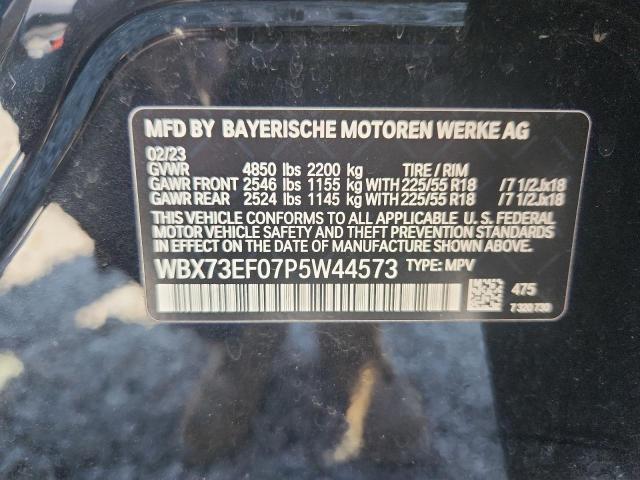 MFD BY BAYERISCHE MOTOREN WERKE AG
02/23
GVWR 4850 lbs 2200 kg TIRE / RIM
GAWR FRONT 2546 lbs 1155 kg WITH 225/55 R18 /7 1/2Jx18
GAWR REAR 2524 lbs 1145 kg WITH 225/55 R18 /7 1/2Jx18
THIS VEHICLE CONFORMS TO ALL APPLICABLE U. S. FEDERAL
MOTOR VEHICLE SAFETY AND THEFT PREVENTION STANDARDS
IN EFFECT ON THE DATE OF MANUFACTURE SHOWN ABOVE.
WBX73EF07P5W44573 TYPE: MPV
475
7 320 730